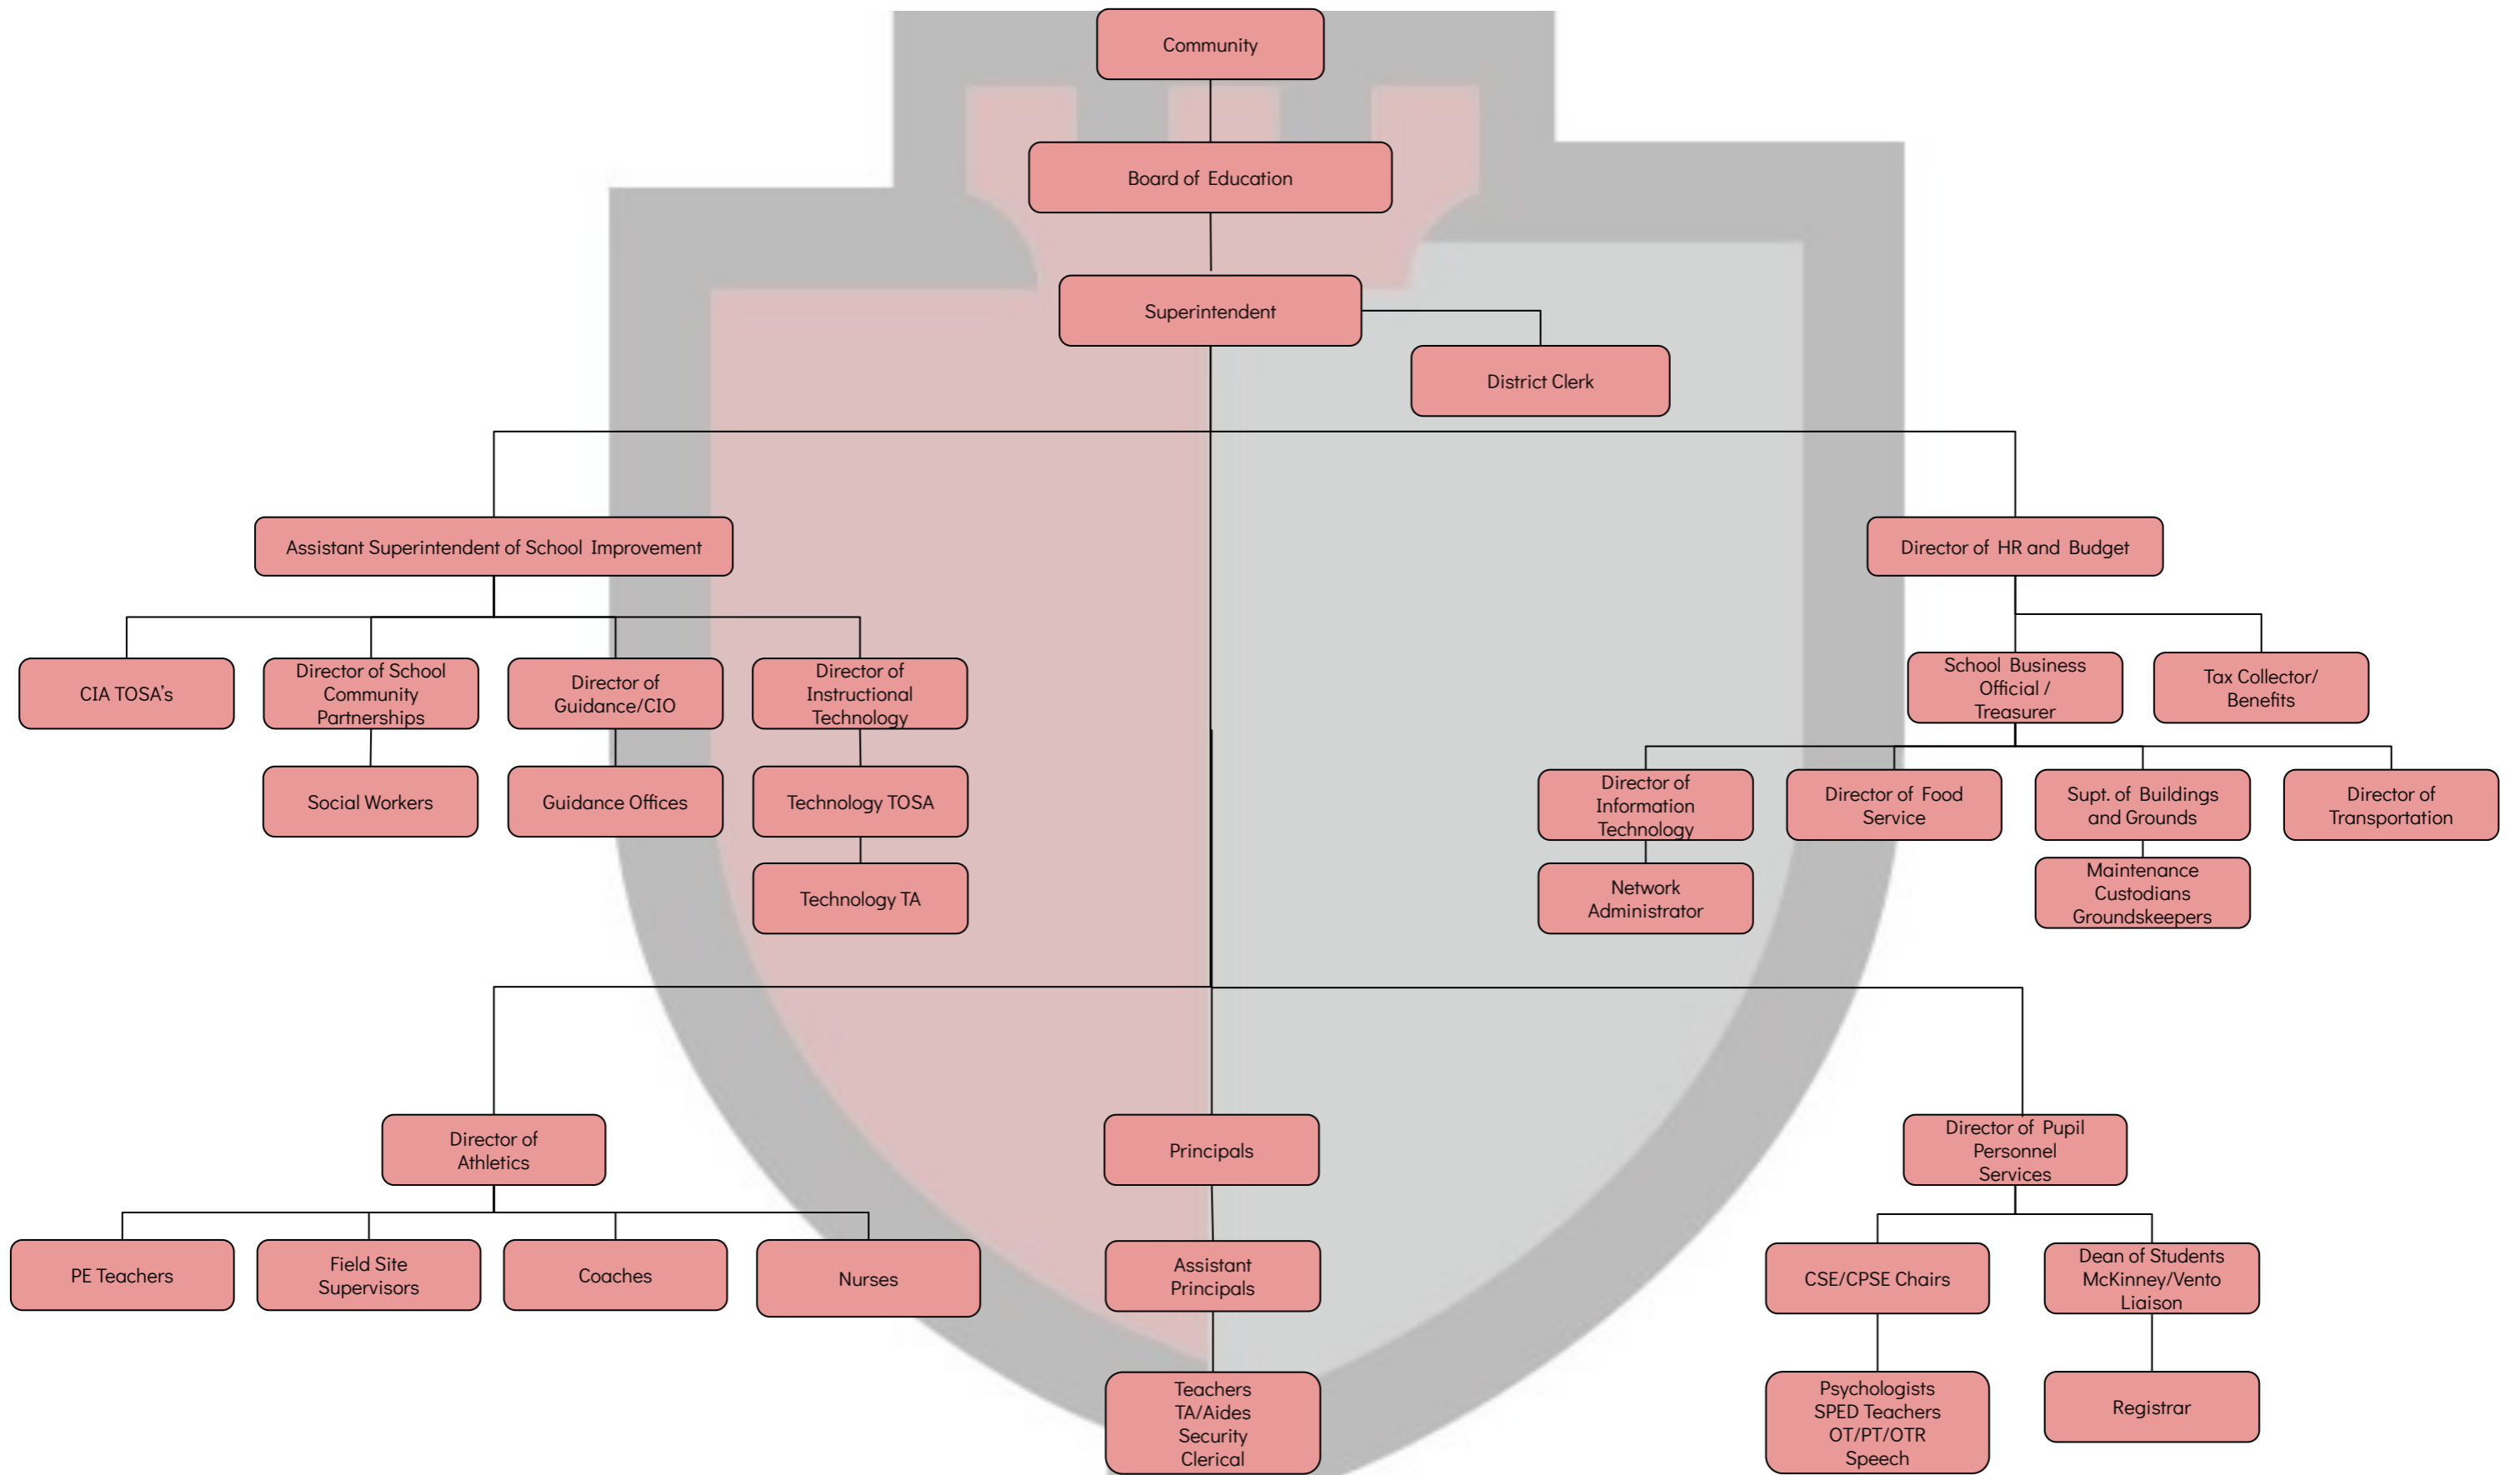 Community
Board of Education
Superintendent
District Clerk
Assistant Superintendent of School Improvement
Director of HR and Budget
CIA TOSA's
Director of School
Community
Partnerships
Director of
Guidance/CIO
Director of
Instructional
Technology
School Business
Official /
Treasurer
Tax Collector/
Benefits
Social Workers
Guidance Offices
Technology TOSA
Director of
Information
Technology
Director of Food
Service
Supt. of Buildings
and Grounds
Director of
Transportation
Technology TA
Network
Administrator
Maintenance
Custodians
Groundskeepers
Director of
Athletics
Principals
Director of Pupil
Personnel
Services
PE Teachers
Field Site
Supervisors
Coaches
Nurses
Assistant
Principals
CSE/CPSE Chairs
Dean of Students
McKinney/Vento
Liaison
Teachers
TA/Aides
Security
Clerical
Psychologists
SPED Teachers
OT/PT/OTR
Speech
Registrar